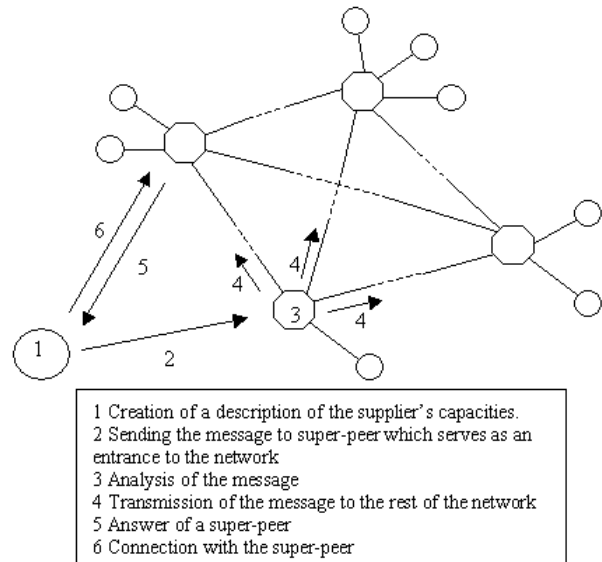 6
5
4
4
4
3
1
2
1 Creation of a description of the supplier's capacities.
2 Sending the message to super-peer which serves as an
entrance to the network
3 Analysis of the message
4 Transmission of the message to the rest of the network
5 Answer of a super-peer
6 Connection with the super-peer